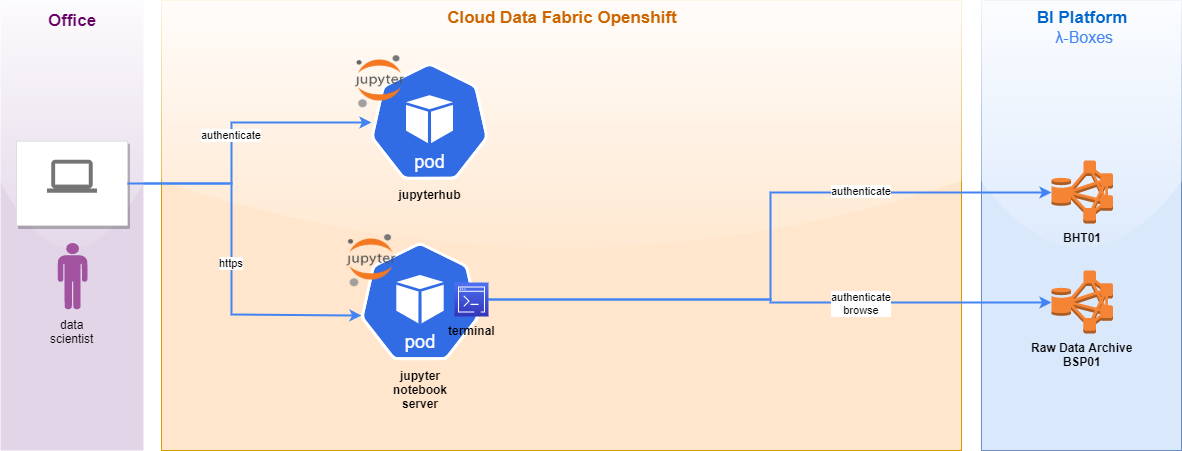 Office
Cloud Data Fabric Openshift
BI Platform
λ-Boxes
jupyter
pod
jupyterhub
authenticate
https
data
scientist
jupyter
pod
terminal
jupyter
notebook
server
authenticate
authenticate
browse
BHT01
Raw Data Archive
BSP01